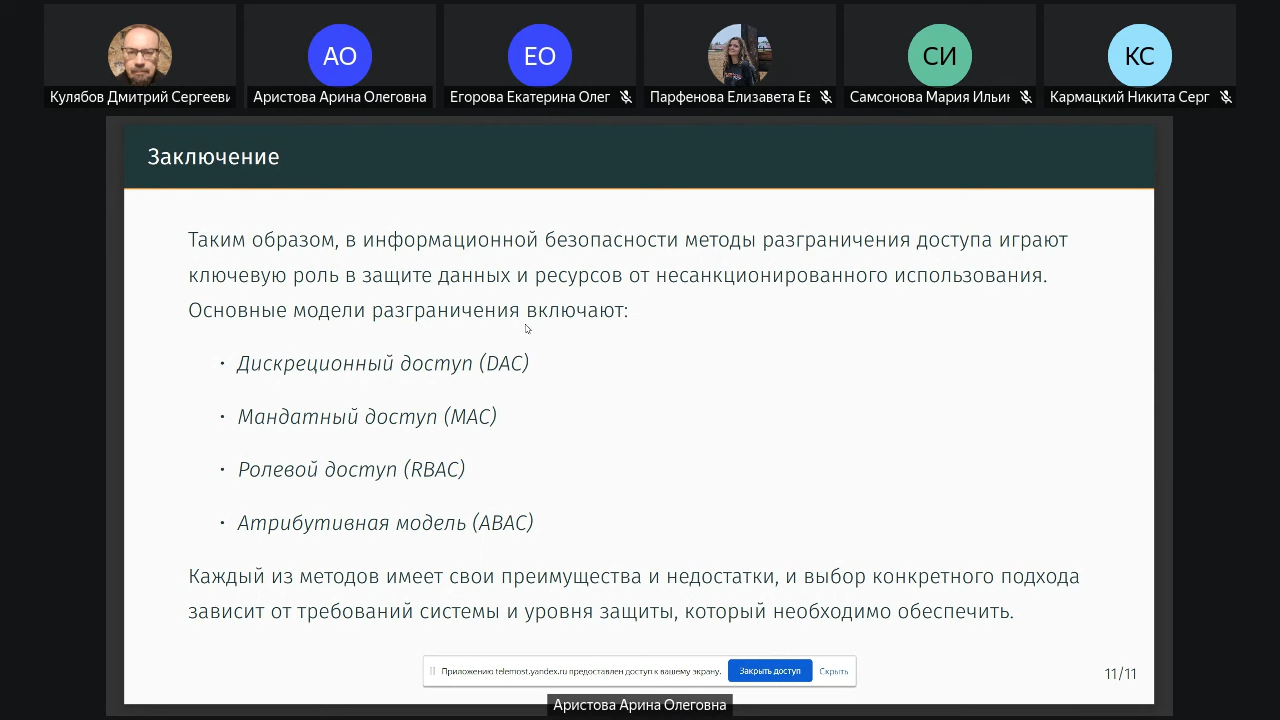 АО
ЕО
СИ
КС
Кулябов Дмитрий Сергееви
Аристова Арина Олеговна
Егорова Екатерина Олег
Парфенова Елизавета Ев
Самсонова Мария Ильин
Кармацкий Никита Серг
Заключение
Таким образом, в информационной безопасности методы разграничения доступа играют
ключевую роль в защите данных и ресурсов от несанкционированного использования.
Основные модели разграничения включают:
• Дискреционный доступ (DAC)
• Мандатный доступ (MAC)
• Ролевой доступ (RBAC)
• Атрибутивная модель (ABAC)
Каждый из методов имеет свои преимущества и недостатки, и выбор конкретного подхода
зависит от требований системы и уровня защиты, который необходимо обеспечить.
Приложению telemost.yandex.ru предоставлен доступ к вашему экрану.
Закрыть доступ
Скрыть
11/11
Аристова Арина Олеговна